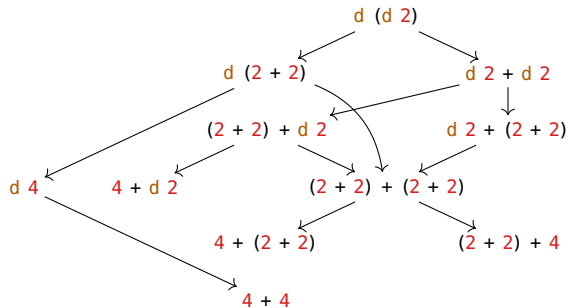 d (d 2)
d (2 + 2)
d 2 + d 2
(2 + 2) + d 2
d 2 + (2 + 2)
d 4
4 + d 2
(2 + 2) + (2 + 2)
4 + (2 + 2)
(2 + 2) + 4
4 + 4